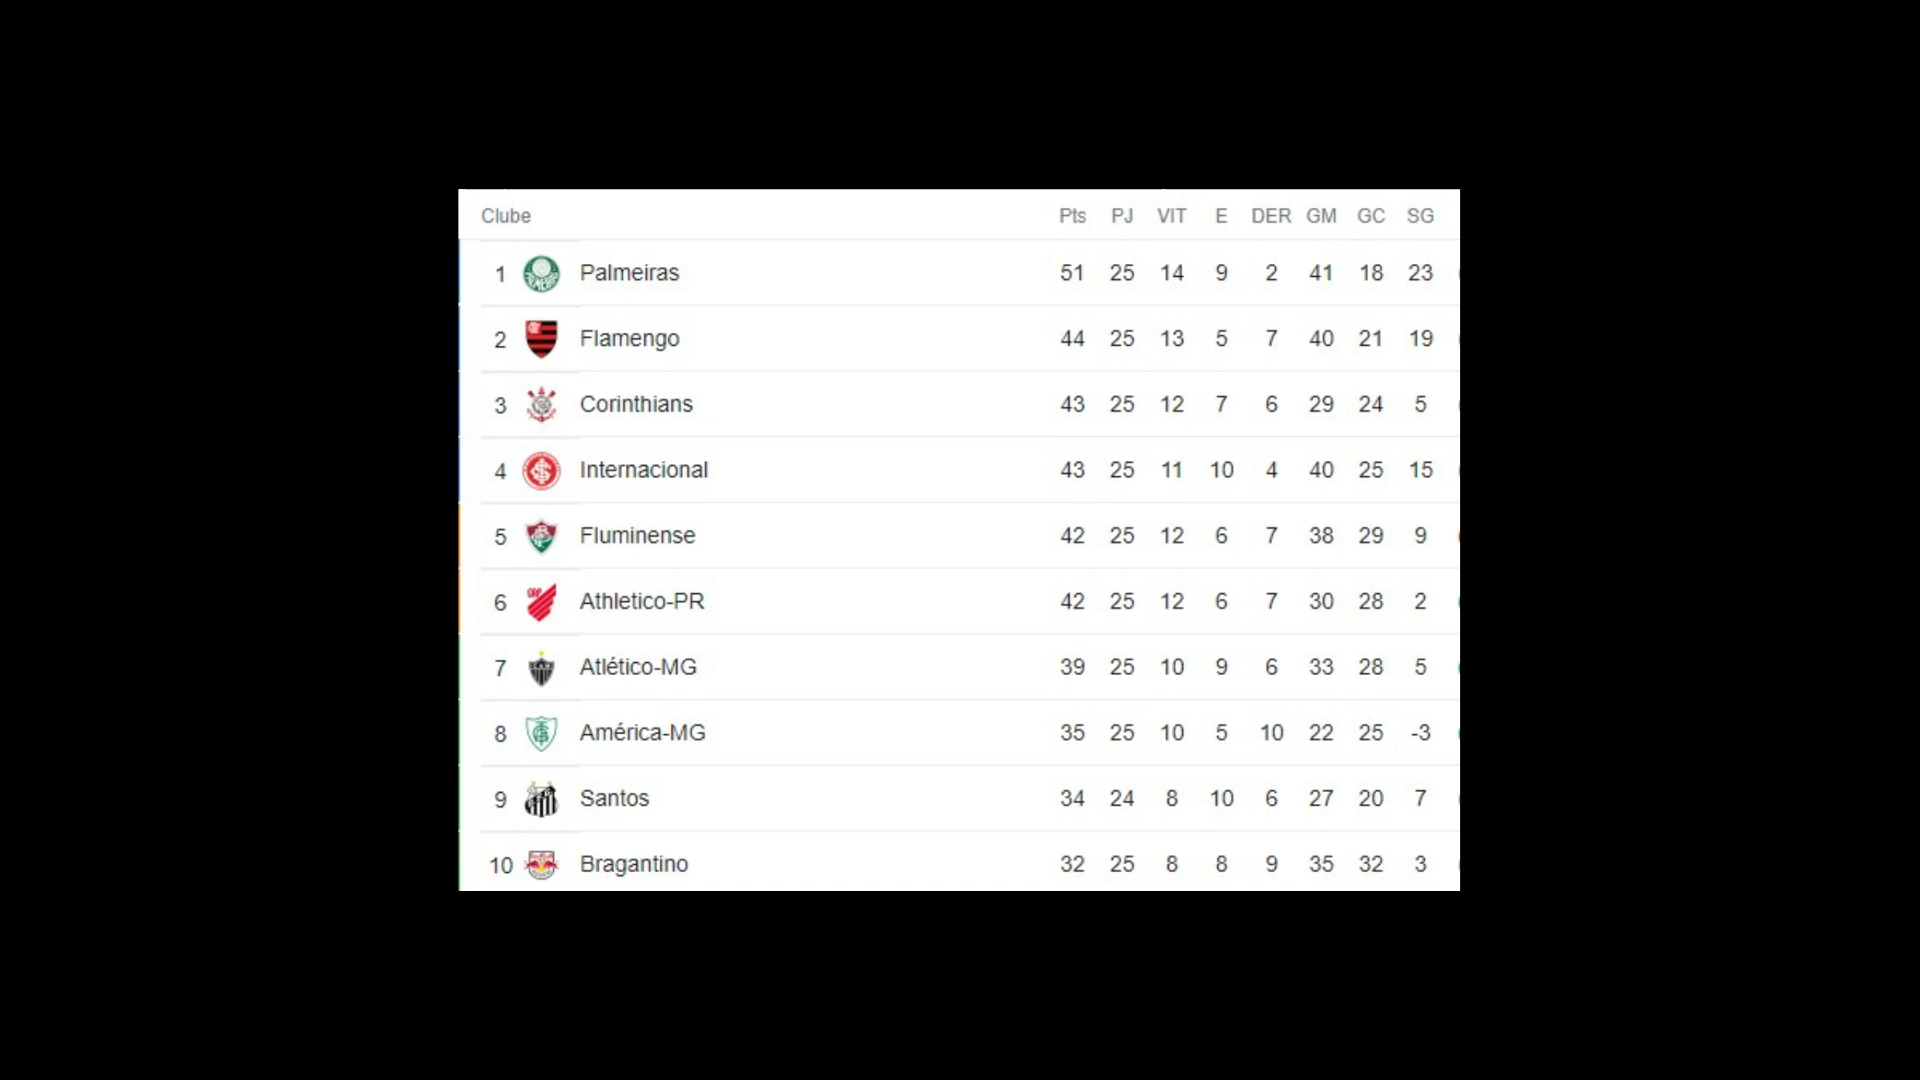 Clube Pts PJ VIT E DER GM GC SG
1 Palmeiras 51 25 14 9 2 41 18 23
2 Flamengo 44 25 13 5 7 40 21 19
3 Corinthians 43 25 12 7 6 29 24 5
4 Internacional 43 25 11 10 4 40 25 15
5 Fluminense 42 25 12 6 7 38 29 9
6 Athletico-PR 42 25 12 6 7 30 28 2
7 Atlético-MG 39 25 10 9 6 33 28 5
8 América-MG 35 25 10 5 10 22 25 -3
9 Santos 34 24 8 10 6 27 20 7
10 Bragantino 32 25 8 8 9 35 32 3